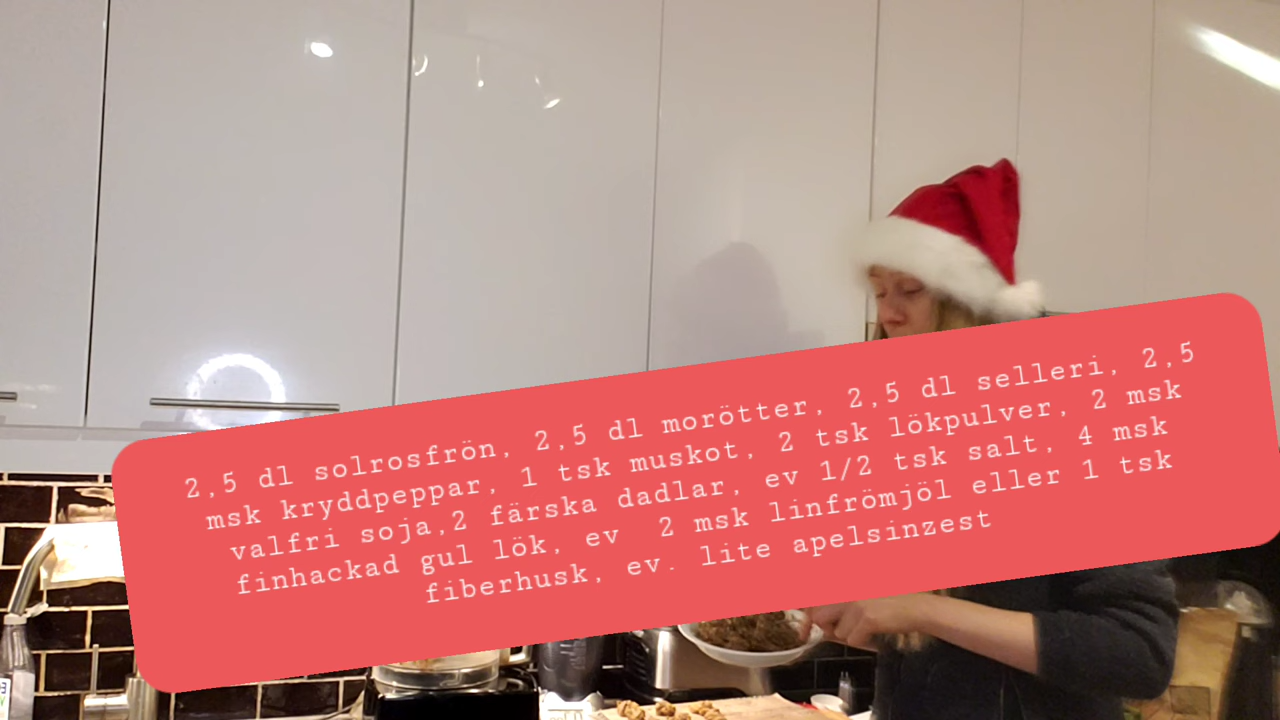 2,5 dl solrosfrön, 2,5 dl morötter, 2,5 dl selleri, 2,5
msk kryddpeppar, 1 tsk muskot, 2 tsk lökpulver, 2 msk
valfri soja,2 färska dadlar, ev 1/2 tsk salt, 4 msk
finhackad gul lök, ev  2 msk linfrömjöl eller 1 tsk
fiberhusk, ev. lite apelsinzest